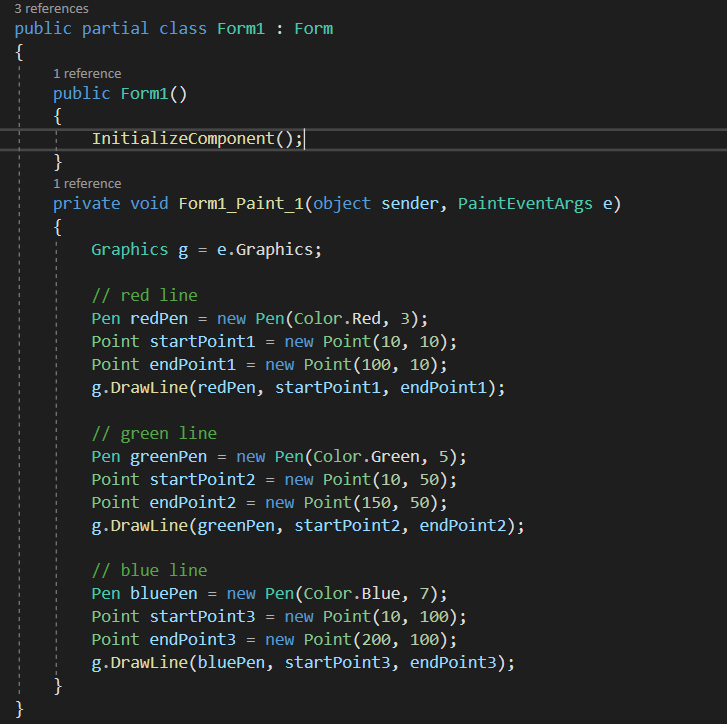 3 references
public partial class Form1 : Form
{
1 reference
public Form1()
{
InitializeComponent();
}
1 reference
private void Form1_Paint_1(object sender, PaintEventArgs e)
{
Graphics g = e.Graphics;
// red line
Pen redPen = new Pen(Color.Red, 3);
Point startPoint1 = new Point(10, 10);
Point endPoint1 = new Point(100, 10);
g.DrawLine(redPen, startPoint1, endPoint1);
// green line
Pen greenPen = new Pen(Color.Green, 5);
Point startPoint2 = new Point(10, 50);
Point endPoint2 = new Point(150, 50);
g.DrawLine(greenPen, startPoint2, endPoint2);
// blue line
Pen bluePen = new Pen(Color.Blue, 7);
Point startPoint3 = new Point(10, 100);
Point endPoint3 = new Point(200, 100);
g.DrawLine(bluePen, startPoint3, endPoint3);
}
}